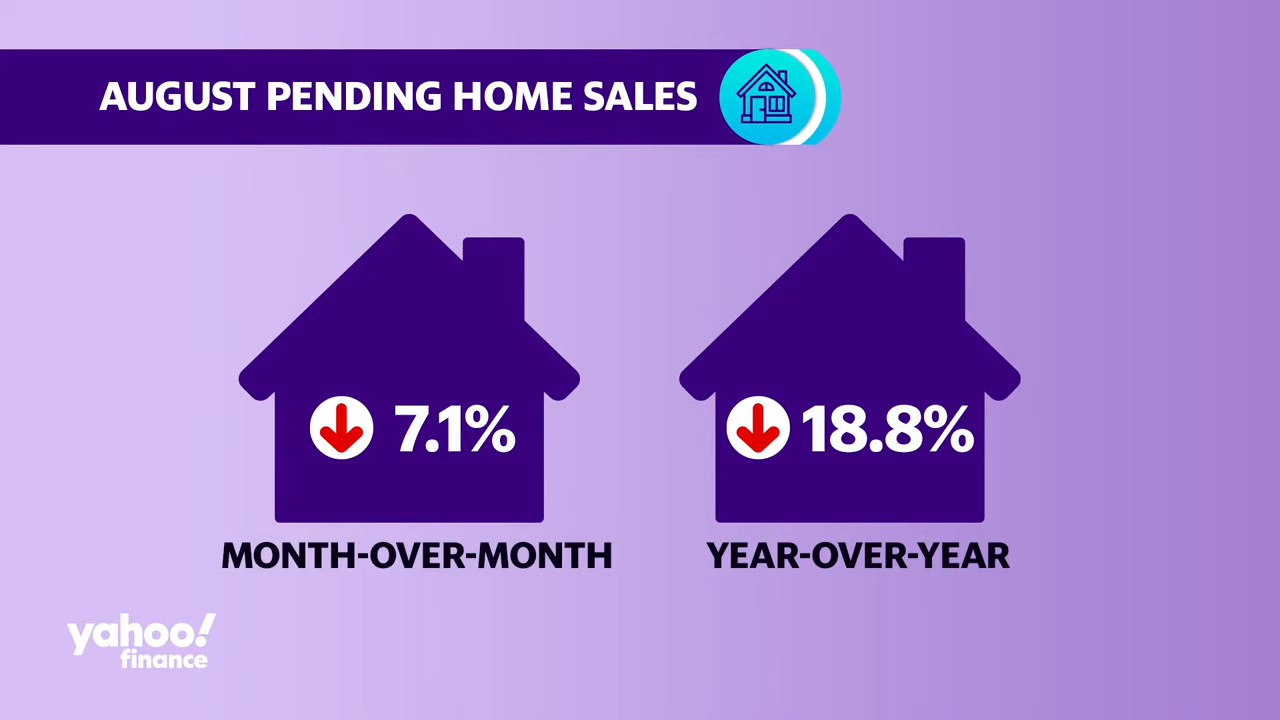 AUGUST PENDING HOME SALES
7.1%
18.8%
MONTH-OVER-MONTH
YEAR-OVER-YEAR
yahoo!
finance